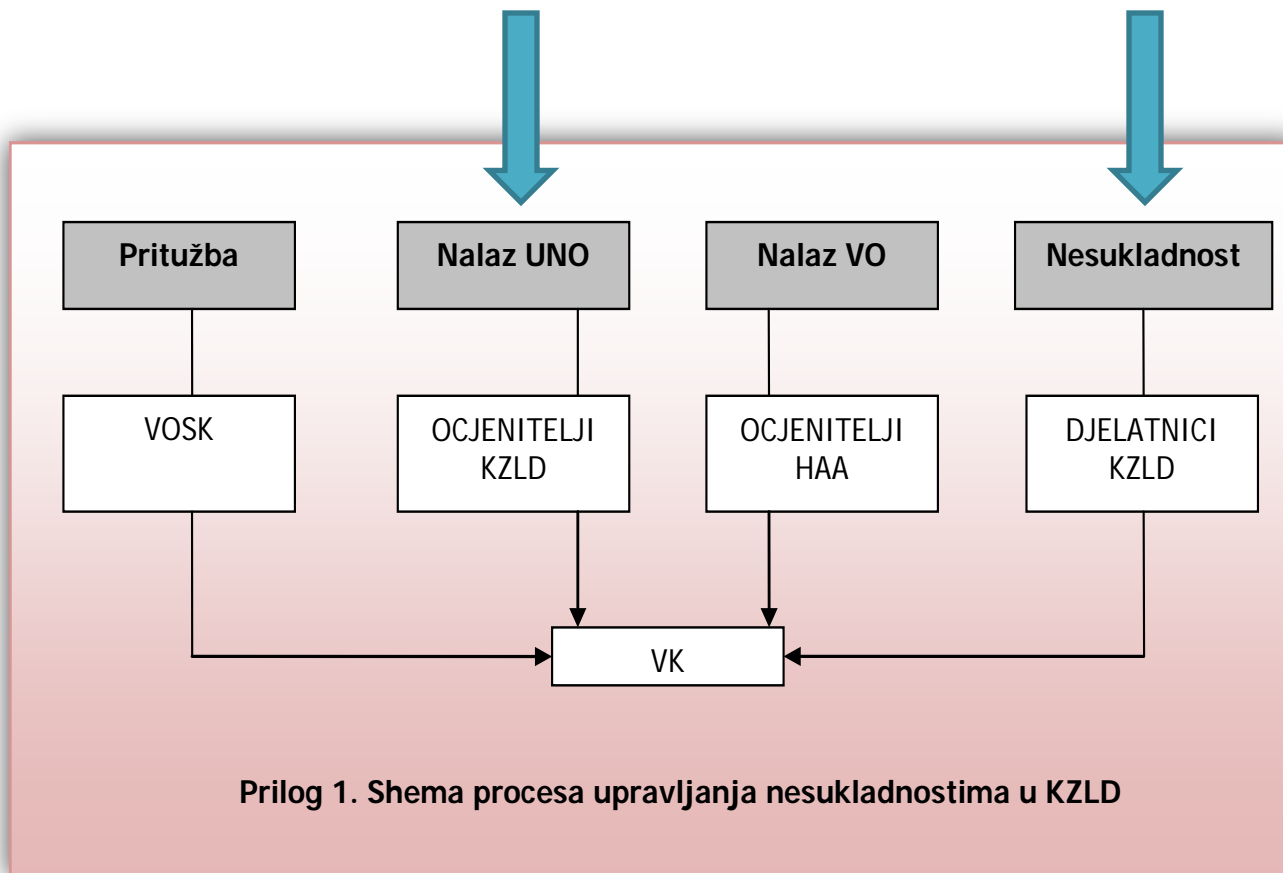 Pritužba
Nalaz UNO
Nalaz VO
Nesukladnost
VOSK
OCJENITELJI
KZLD
OCJENITELJI
HAA
DJELATNICI
KZLD
VK
Prilog 1. Shema procesa upravljanja nesukladnostima u KZLD